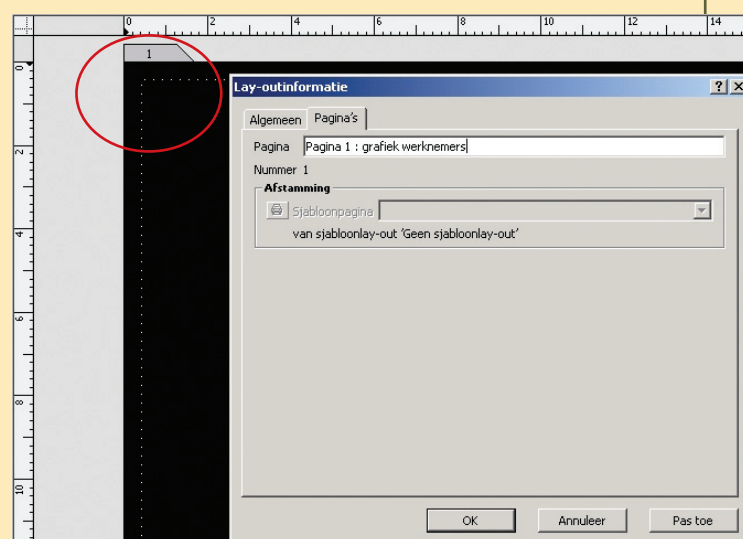 0 2 4 6 8 10 12 14
1
0
2
4
6
8
10
Lay-outinformatie
Algemeen Pagina's
Pagina Pagina 1 : grafiek werknemers
Nummer 1
Afstamming
Sjabloonpagina
van sjabloonlay-out 'Geen sjabloonlay-out'
OK Annuleer Pas toe